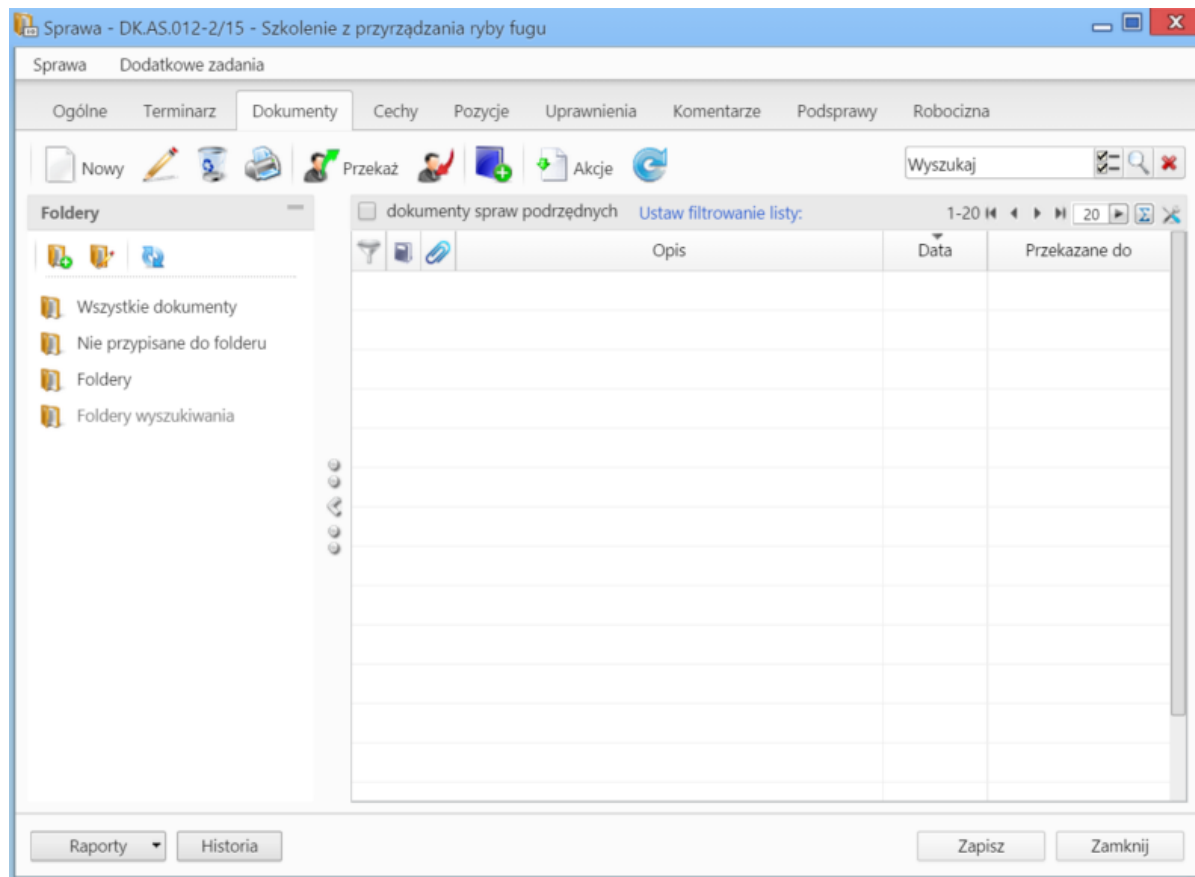 Sprawa - DK.AS.012-2/15 - Szkolenie z przyrządzania ryby fugu
Sprawa Dodatkowe zadania
Ogólne Terminarz Dokumenty Cechy Pozycje Uprawnienia Komentarze Podsprawy Robocizna
Nowy Przekaż Akcje Wyszukaj
Foldery
dokumenty spraw podrzędnych Ustaw filtrowanie listy: 1-20 20
Opis Data Przekazane do
Wszystkie dokumenty
Nie przypisane do folderu
Foldery
Foldery wyszukiwania
Raporty Historia Zapisz Zamknij